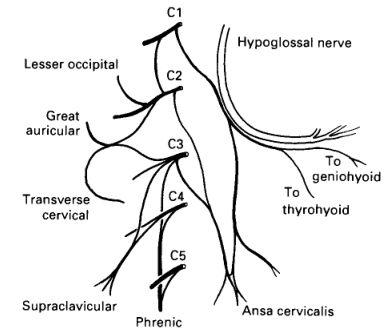 C1
Hypoglossal nerve
Lesser occipital
C2
Great
auricular
C3
To
geniohyoid
To
thyrohyoid
Transverse
cervical
C4
C5
Supraclavicular
Phrenic
Ansa cervicalis